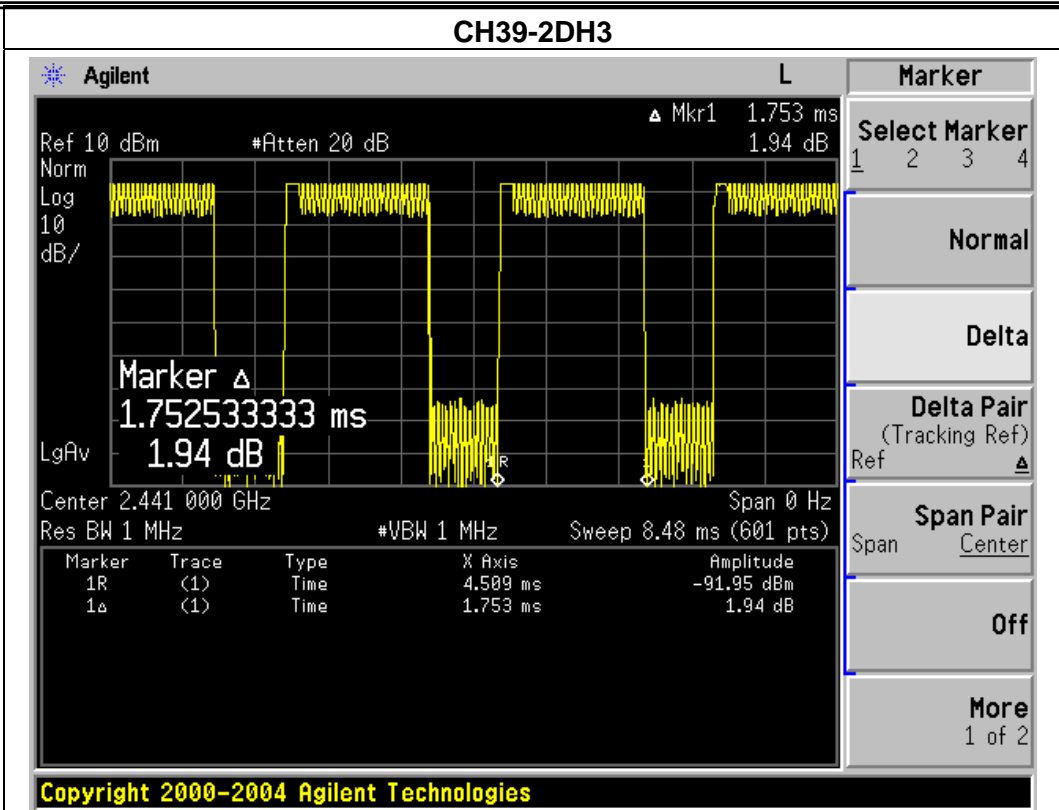 CH39-2DH3
Agilent L Marker
Δ Mkr1 1.753 ms
Ref 10 dBm #Atten 20 dB 1.94 dB
Norm
Log
10
dB/
Marker Δ
1.752533333 ms
1.94 dB
LgAv
R
Center 2.441 000 GHz Span 0 Hz
Res BW 1 MHz #VBW 1 MHz Sweep 8.48 ms (601 pts)
Marker Trace Type X Axis Amplitude
1R (1) Time 4.509 ms -91.95 dBm
1Δ (1) Time 1.753 ms 1.94 dB
Select Marker
1 2 3 4
Normal
Delta
Delta Pair
(Tracking Ref)
Ref Δ
Span Pair
Span Center
Off
More
1 of 2
Copyright 2000-2004 Agilent Technologies